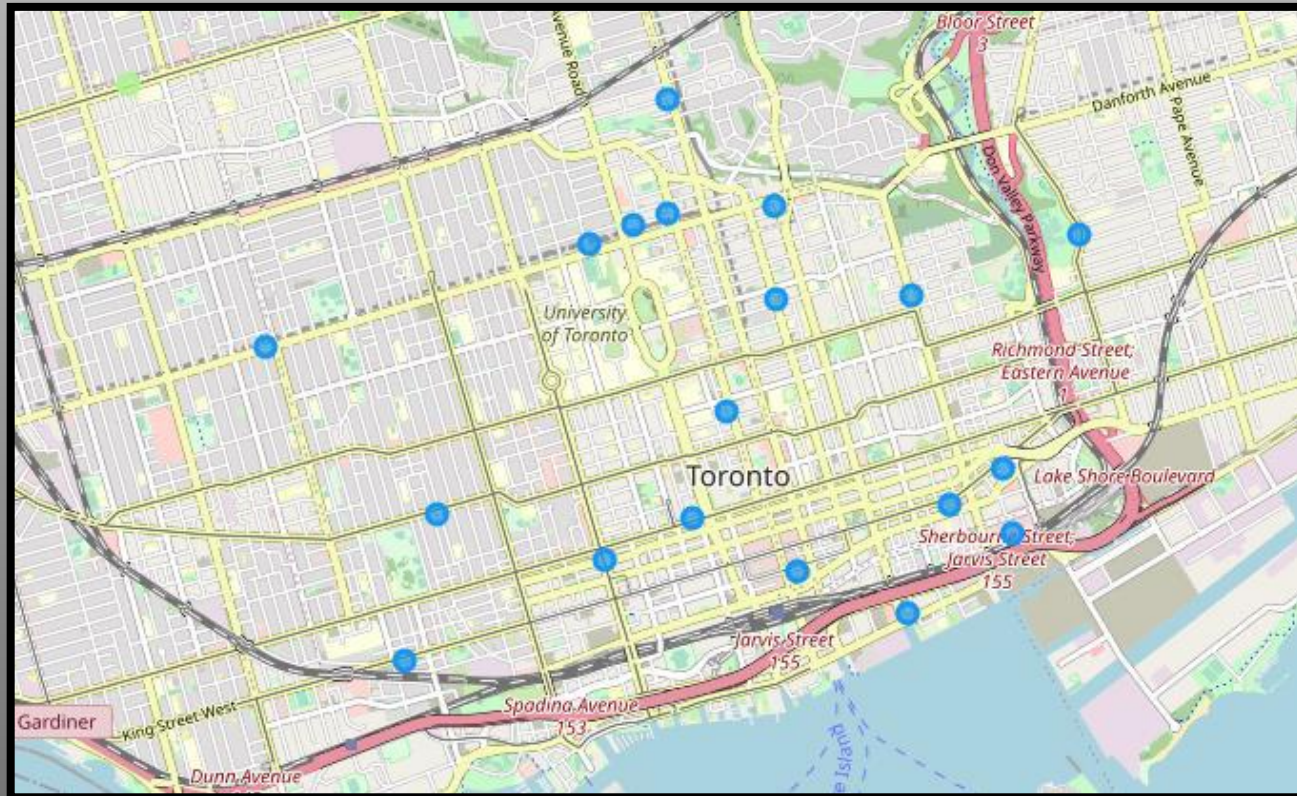 Bloor Street
3
Avenue Road
Danforth Avenue
Pape Avenue
Don Valley Parkway
University
of Toronto
Richmond Street;
Eastern Avenue
1
Toronto
Lake Shore Boulevard
Sherbourne Street;
Jarvis Street
155
Jarvis Street
155
Spadina Avenue
153
Gardiner
King Street West
Dunn Avenue